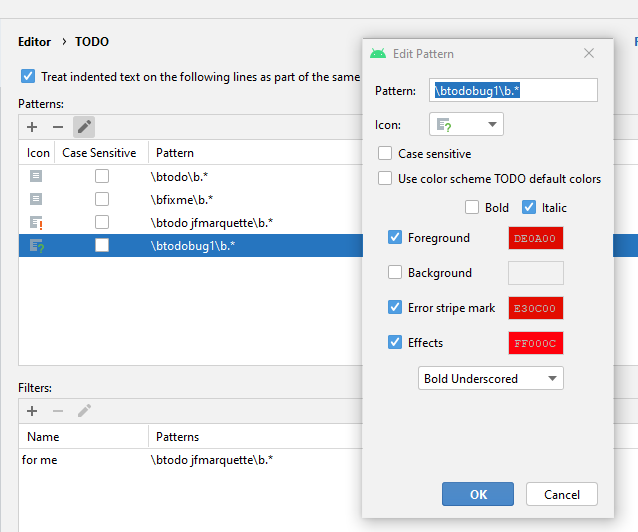 Editor › TODO
Treat indented text on the following lines as part of the same
Patterns:
Icon Case Sensitive Pattern
\btodo\b.*
\bfixme\b.*
\btodo jfmarquette\b.*
\btodobug1\b.*
Filters:
Name Patterns
for me \btodo jfmarquette\b.*
Edit Pattern
Pattern: \btodobug1\b.*
Icon:
Case sensitive
Use color scheme TODO default colors
Bold Italic
Foreground DE0A00
Background
Error stripe mark E30C00
Effects FF000C
Bold Underscored
OK Cancel